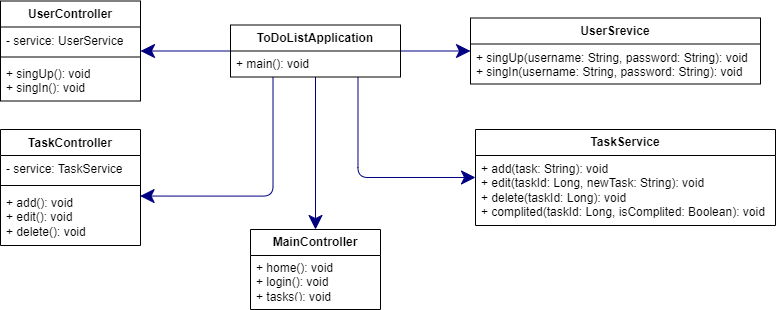 UserController
- service: UserService
+ singUp(): void
+ singIn(): void
ToDoListApplication
+ main(): void
UserSrevice
+ singUp(username: String, password: String): void
+ singIn(username: String, password: String): void
TaskController
- service: TaskService
+ add(): void
+ edit(): void
+ delete(): void
TaskService
+ add(task: String): void
+ edit(taskId: Long, newTask: String): void
+ delete(taskId: Long): void
+ complited(taskId: Long, isComplited: Boolean): void
MainController
+ home(): void
+ login(): void
+ tasks(): void